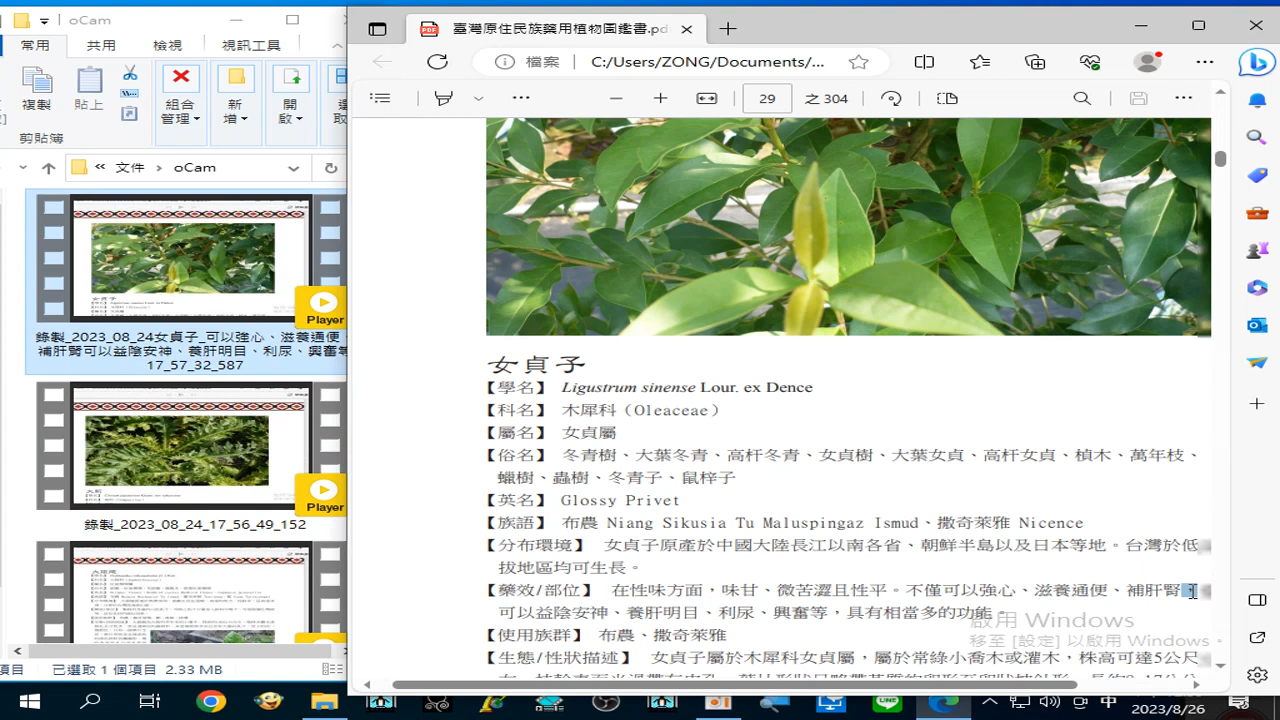 oCam
常用 共用 檢視 視訊工具
複製 貼上 組合管理 新增 開啟
剪貼簿
文件 oCam
Player
錄製_2023_08_24女貞子_可以強心、滋養通便
補肝腎可以益陰安神、養肝明目、利尿、興奮
17_57_32_587
Player
錄製_2023_08_24_17_56_49_152
項目 已選取 1 個項目 2.33 MB
臺灣原住民族藥用植物圖鑑書.pd
檔案 C:/Users/ZONG/Documents/...
29 之 304
女貞子
【學名】 Ligustrum sinense Lour. ex Dence
【科名】 木犀科（Oleaceae）
【屬名】 女貞屬
【俗名】 冬青樹、大葉冬青、高杆冬青、女貞樹、大葉女貞、高杆女貞、楨木、萬年枝、
蠟樹、蟲樹、冬青子、鼠梓子
【英名】 Glossy Privet
【族語】 布農 Niang Sikusia Tu Maluspingaz Ismud、撒奇萊雅 Nicence
【分布環境】 女貞子原產於中國大陸長江以南各省、朝鮮半島以及日本等地。台灣於低
拔地區均可生長。
【藥效/部位】 在性味方面，味甘、微苦澀且性平。子部可以強心、滋養通便、補肝腎
可以益陰安神、養肝明目、利尿、興奮
具有相當多的功能。
【使用族群】 布農、撒奇萊雅
【生態/性狀描述】 女貞子屬於木犀科女貞屬，屬於常綠小喬木或灌木，株高可達5公尺
啟用 Windows
移至 [設定] 以啟用 Windows。
中
2023/8/26